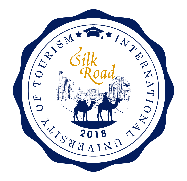 INTERNATIONAL UNIVERSITY OF TOURISM
Silk
Road
2018